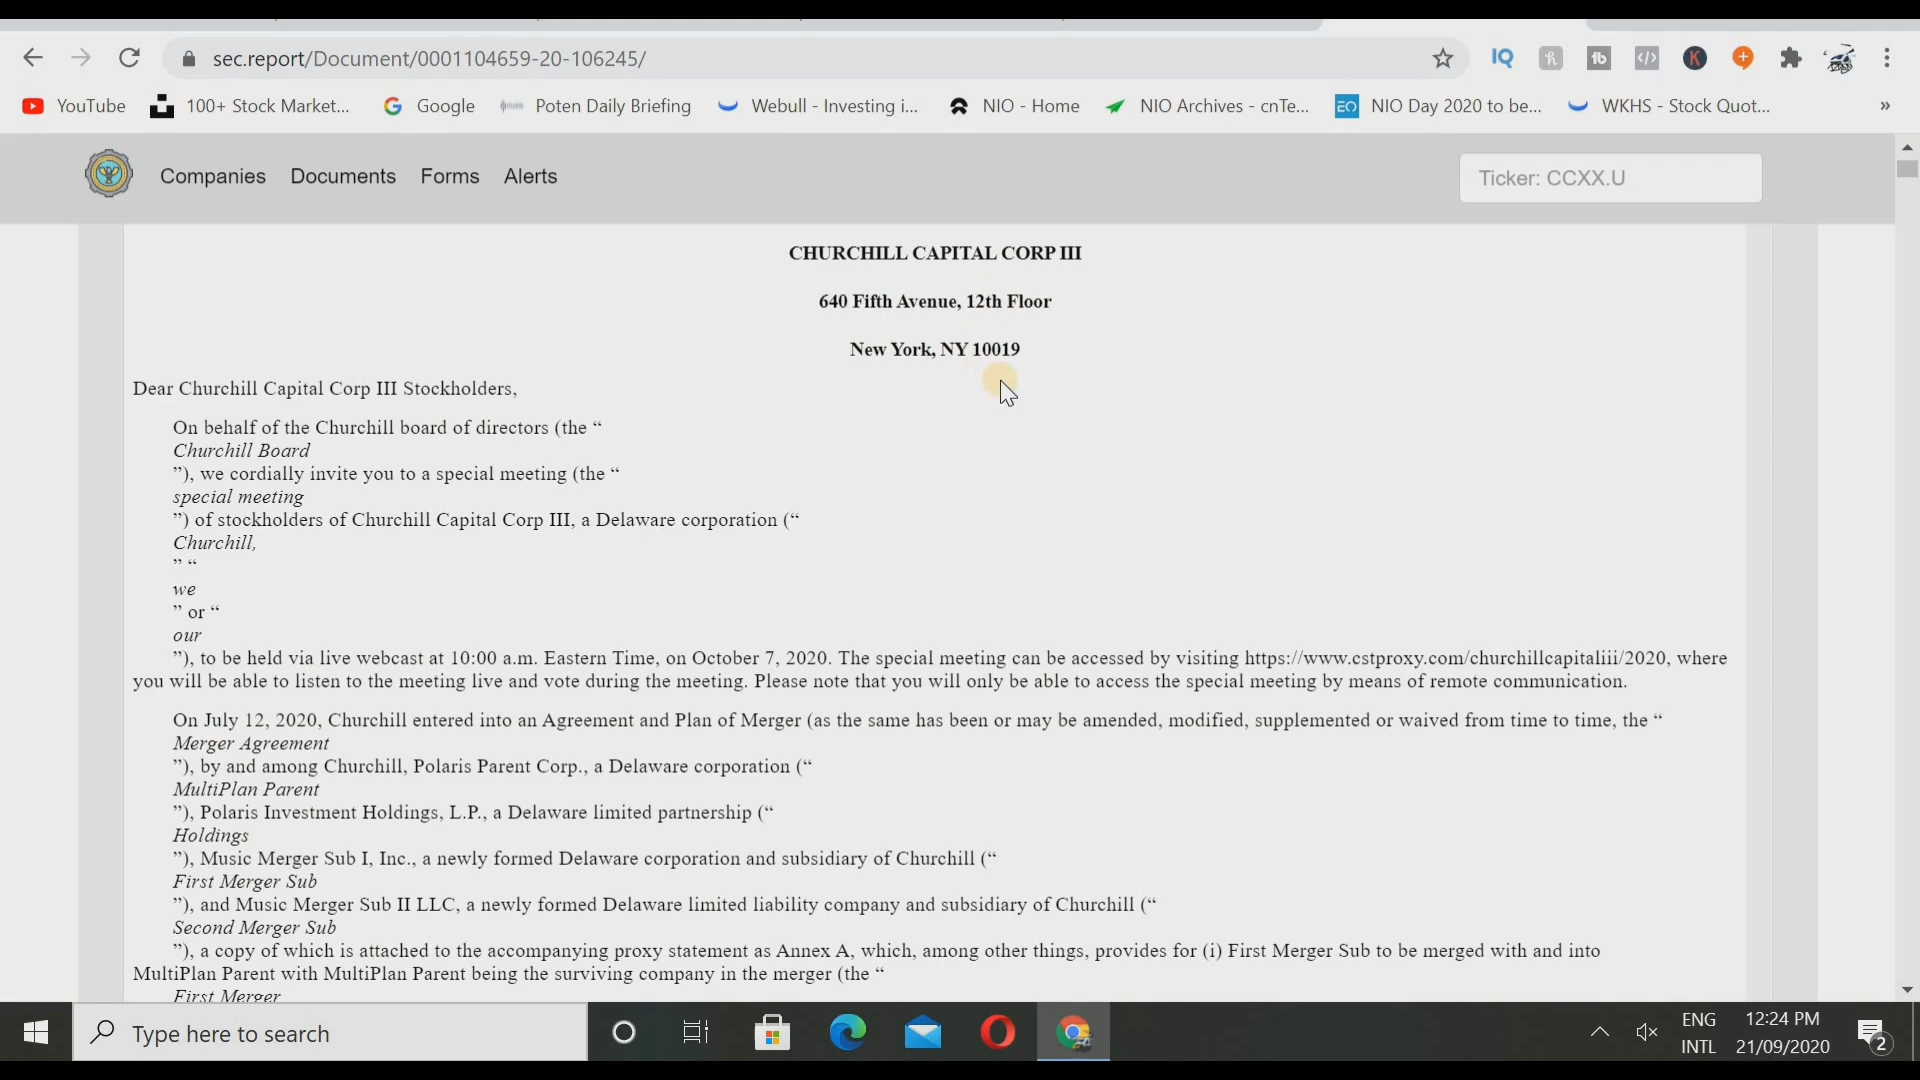 sec.report/Document/0001104659-20-106245/
YouTube
100+ Stock Market...
Google
Poten Daily Briefing
Webull - Investing i...
NIO - Home
NIO Archives - cnTe...
NIO Day 2020 to be...
WKHS - Stock Quot...
»
Companies Documents Forms Alerts
Ticker: CCXX.U
CHURCHILL CAPITAL CORP III
640 Fifth Avenue, 12th Floor
New York, NY 10019
Dear Churchill Capital Corp III Stockholders,
On behalf of the Churchill board of directors (the “
Churchill Board
”), we cordially invite you to a special meeting (the “
special meeting
”) of stockholders of Churchill Capital Corp III, a Delaware corporation (“
Churchill,
” “
we
” or “
our
”), to be held via live webcast at 10:00 a.m. Eastern Time, on October 7, 2020. The special meeting can be accessed by visiting https://www.cstproxy.com/churchillcapitaliii/2020, where
you will be able to listen to the meeting live and vote during the meeting. Please note that you will only be able to access the special meeting by means of remote communication.
On July 12, 2020, Churchill entered into an Agreement and Plan of Merger (as the same has been or may be amended, modified, supplemented or waived from time to time, the “
Merger Agreement
”), by and among Churchill, Polaris Parent Corp., a Delaware corporation (“
MultiPlan Parent
”), Polaris Investment Holdings, L.P., a Delaware limited partnership (“
Holdings
”), Music Merger Sub I, Inc., a newly formed Delaware corporation and subsidiary of Churchill (“
First Merger Sub
”), and Music Merger Sub II LLC, a newly formed Delaware limited liability company and subsidiary of Churchill (“
Second Merger Sub
”), a copy of which is attached to the accompanying proxy statement as Annex A, which, among other things, provides for (i) First Merger Sub to be merged with and into
MultiPlan Parent with MultiPlan Parent being the surviving company in the merger (the “
First Merger
Type here to search
ENG
INTL
12:24 PM
21/09/2020
2